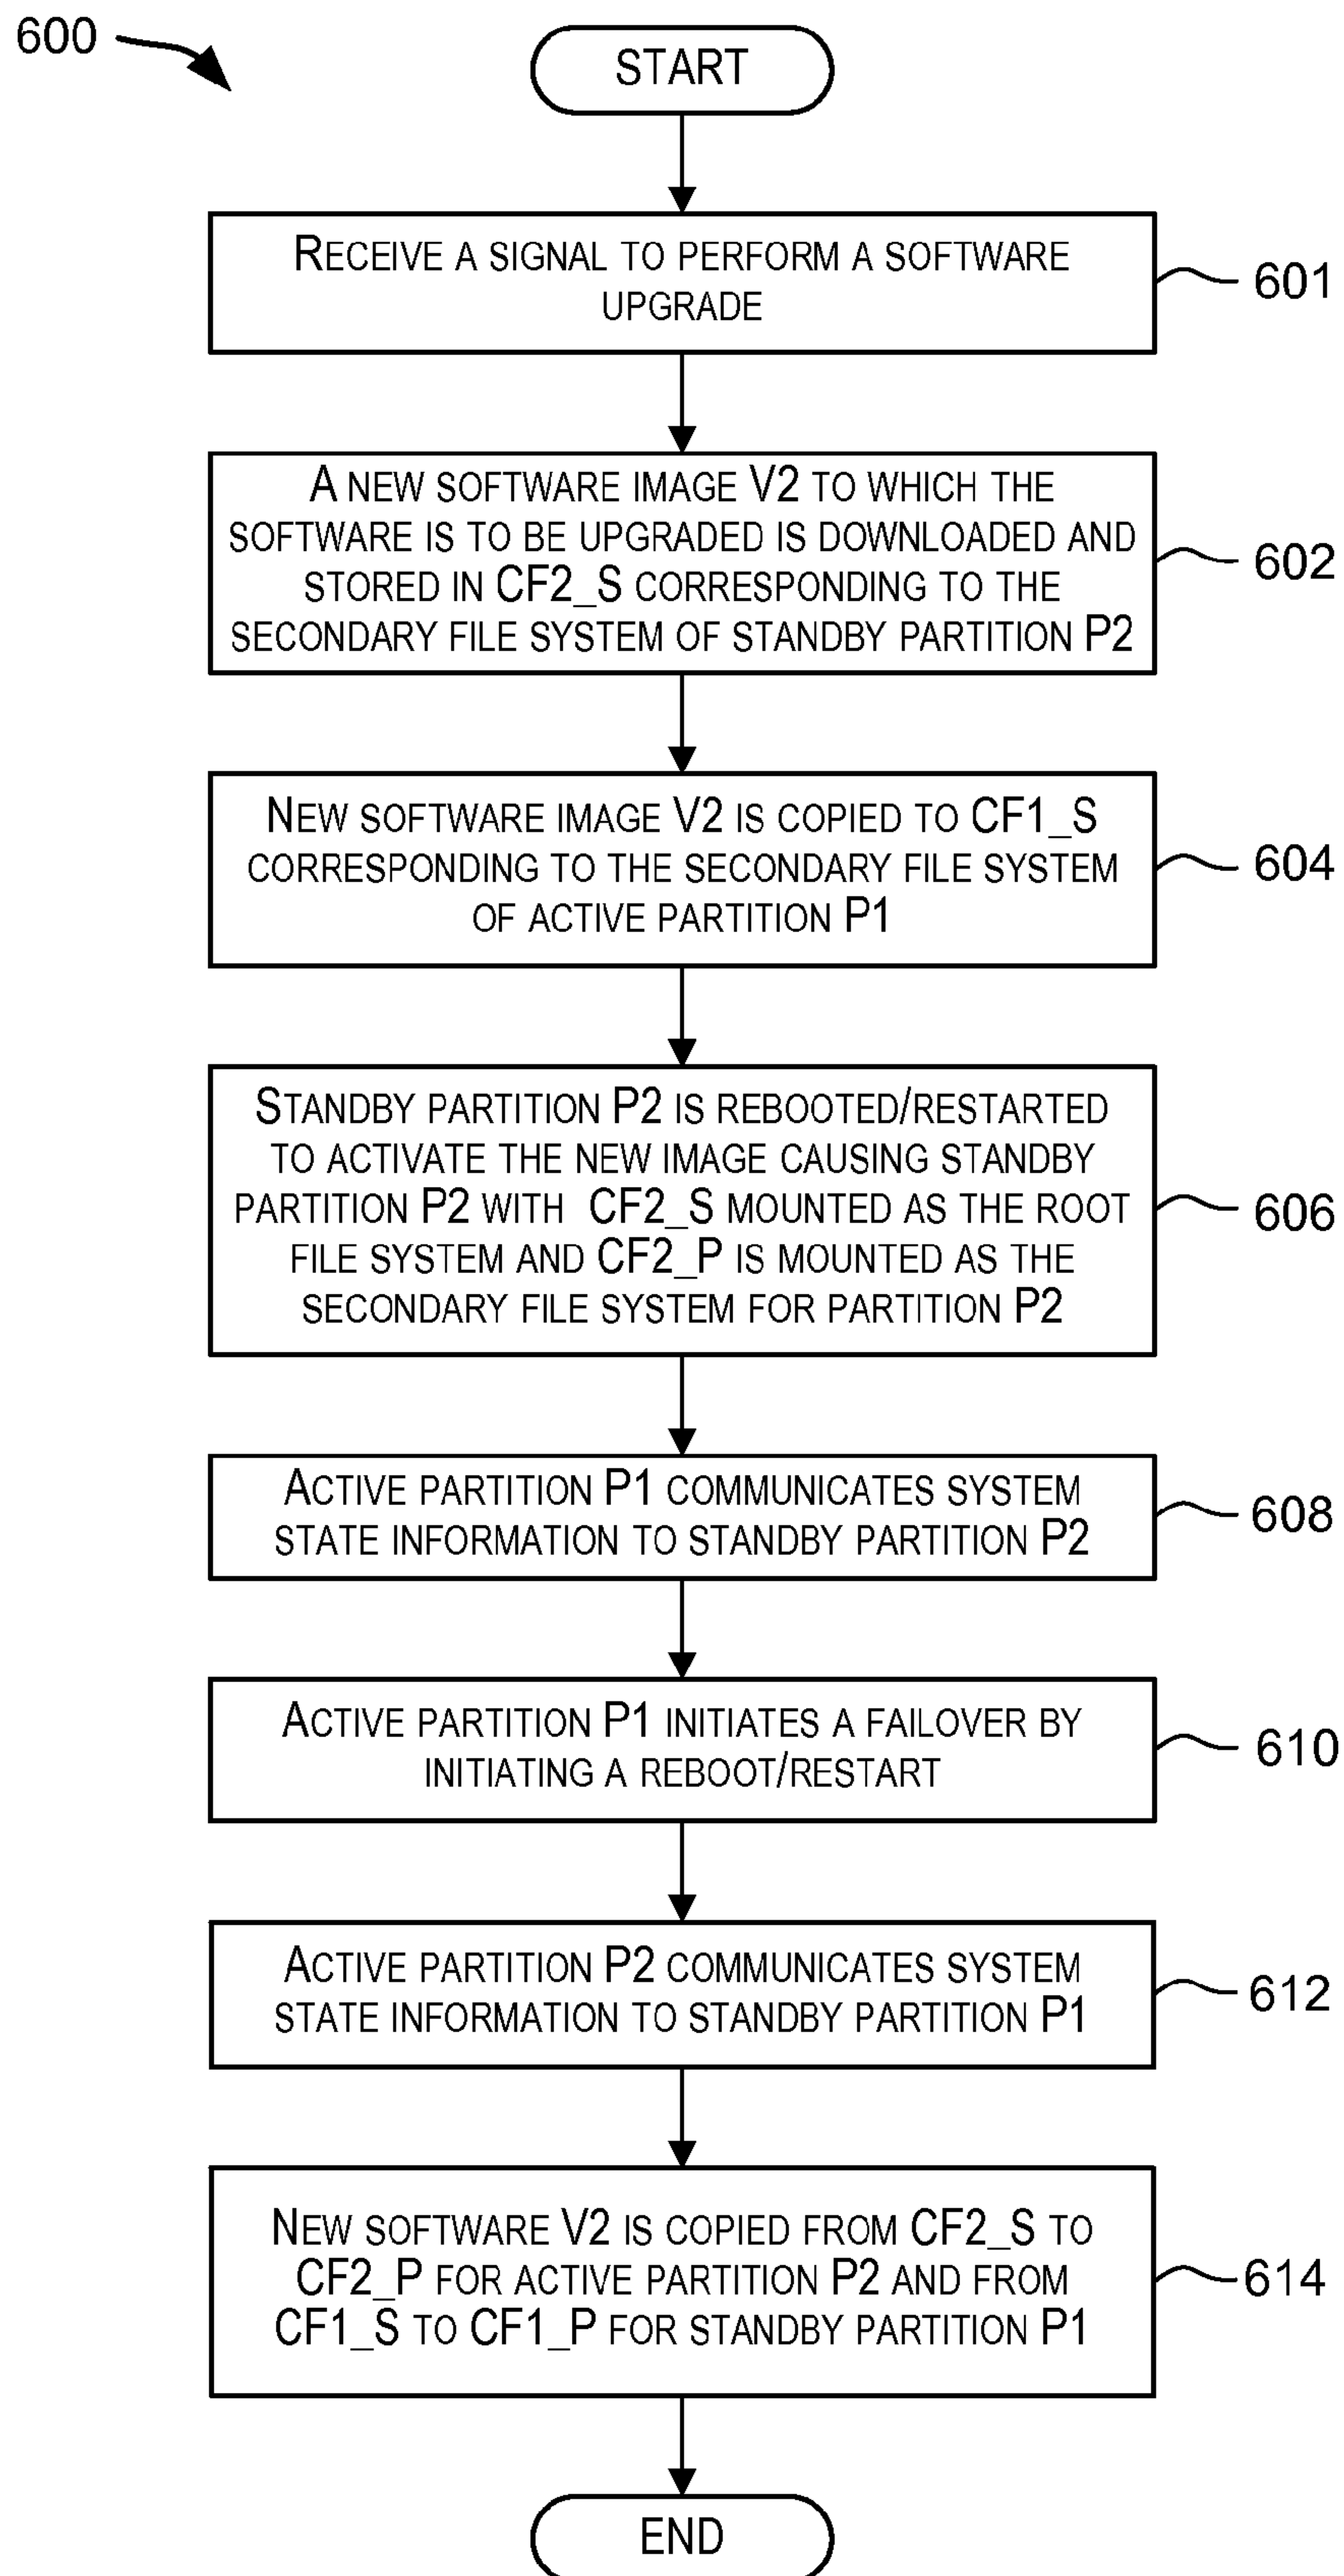 600
START
RECEIVE A SIGNAL TO PERFORM A SOFTWARE
UPGRADE
601
A NEW SOFTWARE IMAGE V2 TO WHICH THE
SOFTWARE IS TO BE UPGRADED IS DOWNLOADED AND
STORED IN CF2_S CORRESPONDING TO THE
SECONDARY FILE SYSTEM OF STANDBY PARTITION P2
602
NEW SOFTWARE IMAGE V2 IS COPIED TO CF1_S
CORRESPONDING TO THE SECONDARY FILE SYSTEM
OF ACTIVE PARTITION P1
604
STANDBY PARTITION P2 IS REBOOTED/RESTARTED
TO ACTIVATE THE NEW IMAGE CAUSING STANDBY
PARTITION P2 WITH CF2_S MOUNTED AS THE ROOT
FILE SYSTEM AND CF2_P IS MOUNTED AS THE
SECONDARY FILE SYSTEM FOR PARTITION P2
606
ACTIVE PARTITION P1 COMMUNICATES SYSTEM
STATE INFORMATION TO STANDBY PARTITION P2
608
ACTIVE PARTITION P1 INITIATES A FAILOVER BY
INITIATING A REBOOT/RESTART
610
ACTIVE PARTITION P2 COMMUNICATES SYSTEM
STATE INFORMATION TO STANDBY PARTITION P1
612
NEW SOFTWARE V2 IS COPIED FROM CF2_S TO
CF2_P FOR ACTIVE PARTITION P2 AND FROM
CF1_S TO CF1_P FOR STANDBY PARTITION P1
614
END